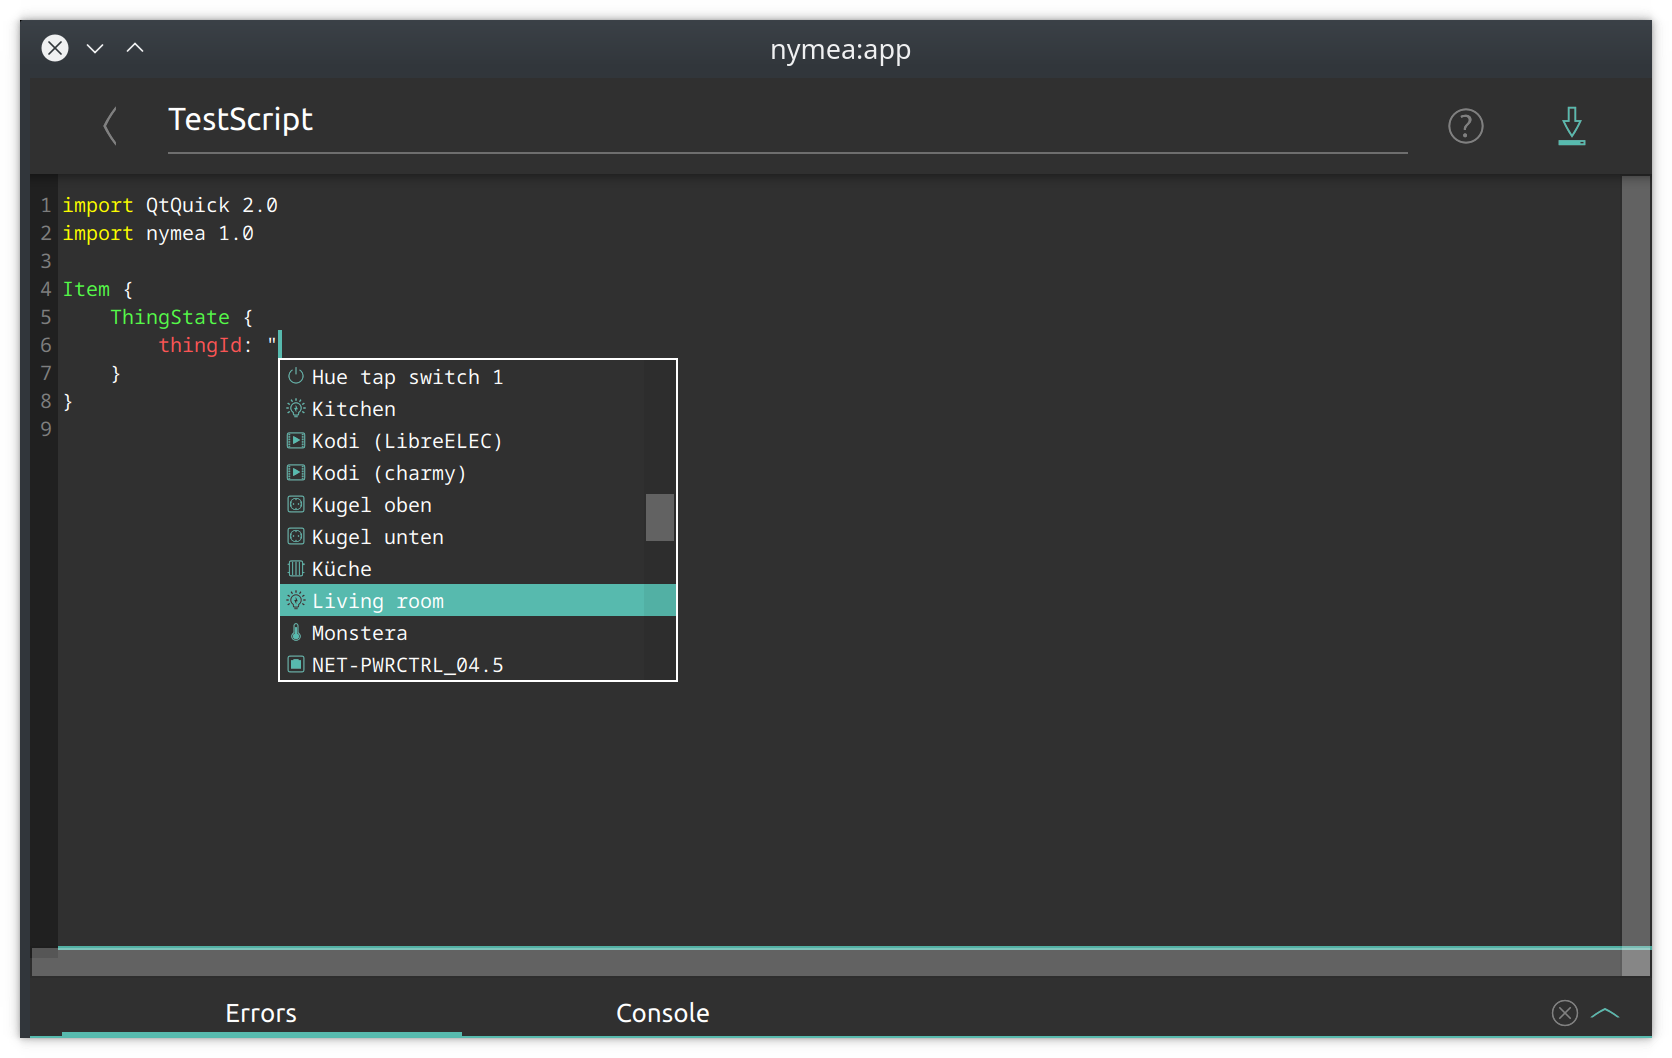 nymea:app
TestScript
?
1 import QtQuick 2.0
2 import nymea 1.0
3
4 Item {
5     ThingState {
6         thingId: "
7     }
8 }
9
Hue tap switch 1
Kitchen
Kodi (LibreELEC)
Kodi (charmy)
Kugel oben
Kugel unten
Küche
Living room
Monstera
NET-PWRCTRL_04.5
Errors Console